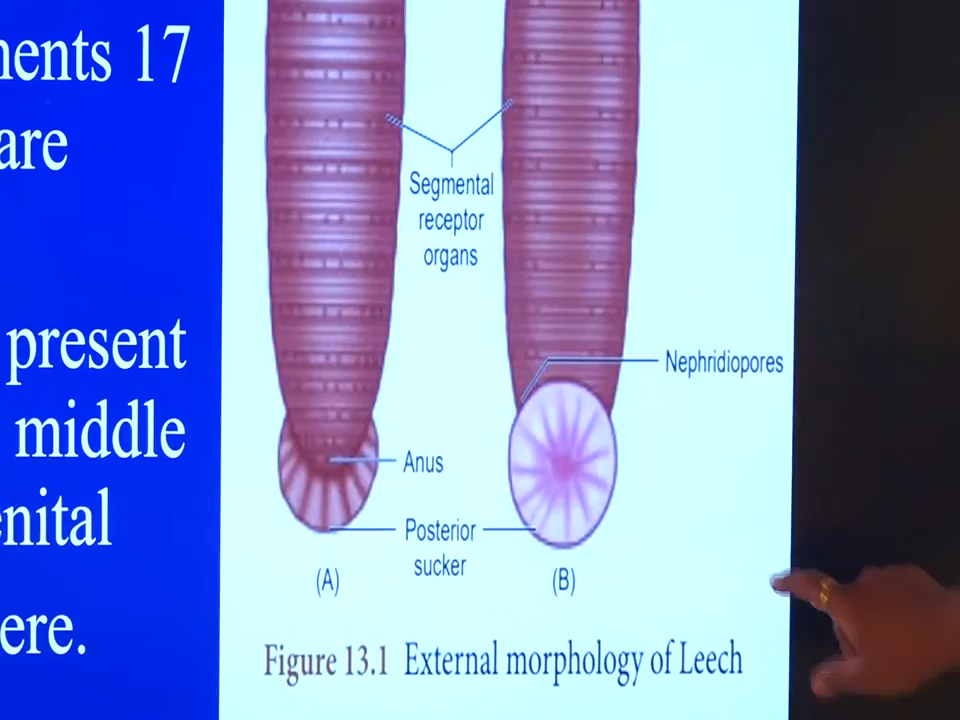 ments 17
are
present
middle
enital
ere.
Segmental
receptor
organs
Nephridiopores
Anus
Posterior
sucker
(A)
(B)
Figure 13.1 External morphology of Leech